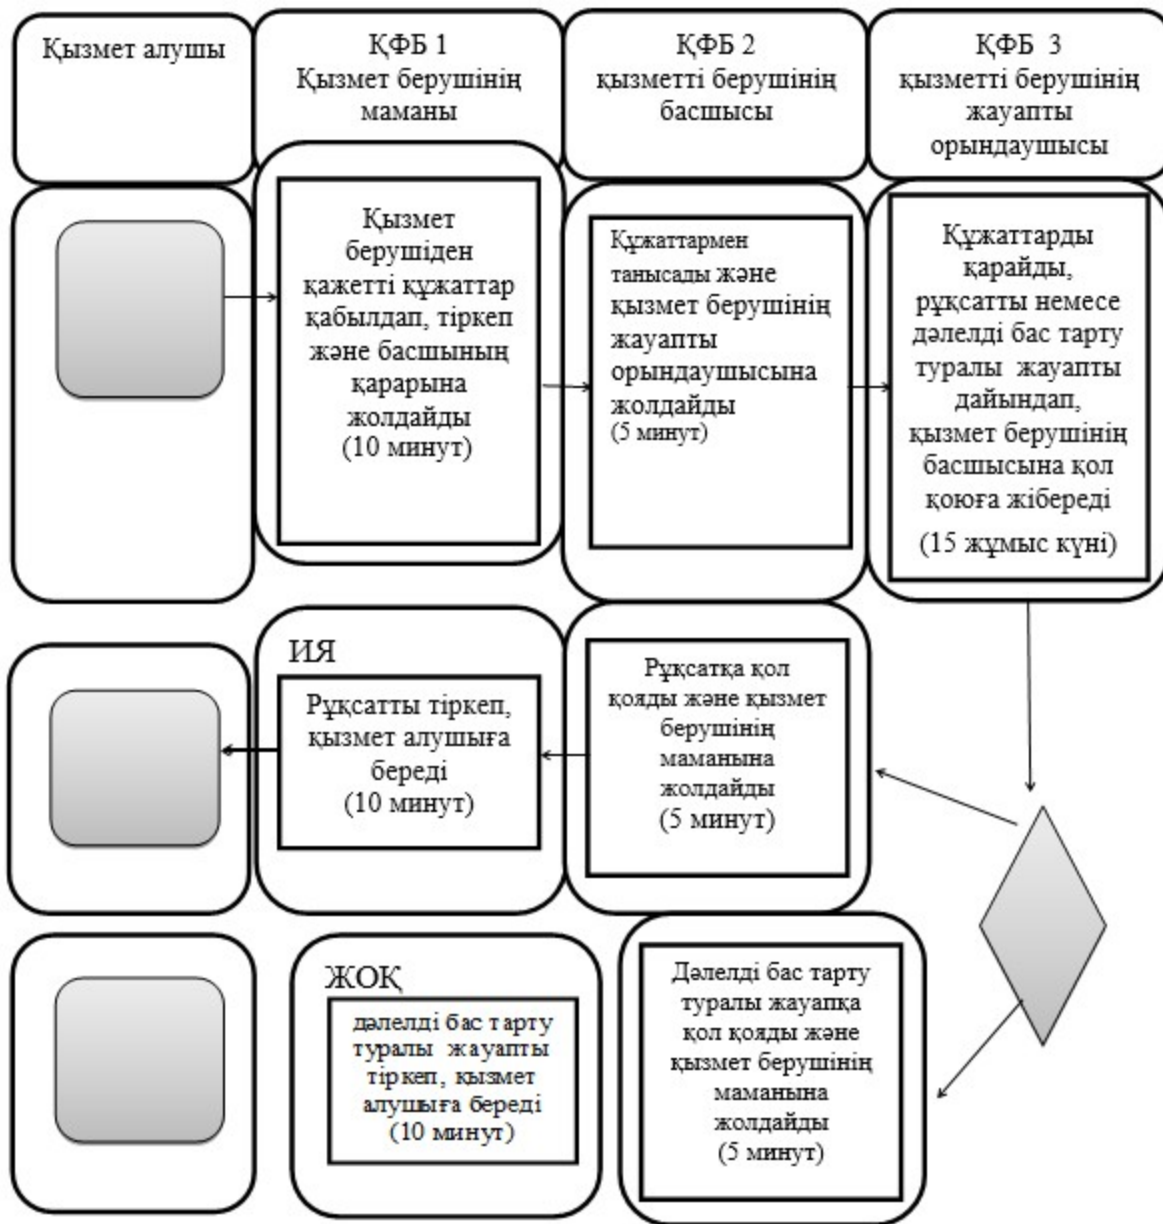 Қызмет алушы
ҚФБ 1
Қызмет берушінің
маманы
ҚФБ 2
қызметті берушінің
басшысы
ҚФБ 3
қызметті берушінің
жауапты
орындаушысы
Қызмет
берушіден
қажетті құжаттар
қабылдап, тіркеп
және басшының
қарарына
жолдайды
(10 минут)
Құжаттармен
танысады және
қызмет берушінің
жауапты
орындаушысына
жолдайды
(5 минут)
Құжаттарды
қарайды,
рұқсатты немесе
дәлелді бас тарту
туралы жауапты
дайындап,
қызмет берушінің
басшысына қол
қоюға жібереді
(15 жұмыс күні)
ИЯ
Рұқсатты тіркеп,
қызмет алушыға
береді
(10 минут)
Рұқсатқа қол
қояды және қызмет
берушінің
маманына
жолдайды
(5 минут)
ЖОҚ
дәлелді бас тарту
туралы жауапты
тіркеп, қызмет
алушыға береді
(10 минут)
Дәлелді бас тарту
туралы жауапқа
қол қояды және
қызмет берушінің
маманына
жолдайды
(5 минут)